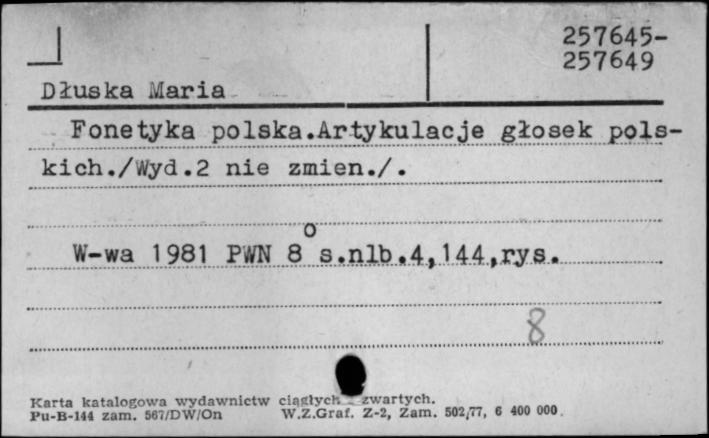 257645-
257649
Dłuska Maria
Fonetyka polska.Artykulacje głosek pols-
kich./Wyd.2 nie zmien./.
W-wa 1981 PWN 8o s.nlb.4,144,rys.
8
Karta katalogowa wydawnictw ciągłych zwartych.
Pu-B-144 zam. 567/DW/On W.Z.Graf. Z-2, Zam. 502/77, 6 400 000.